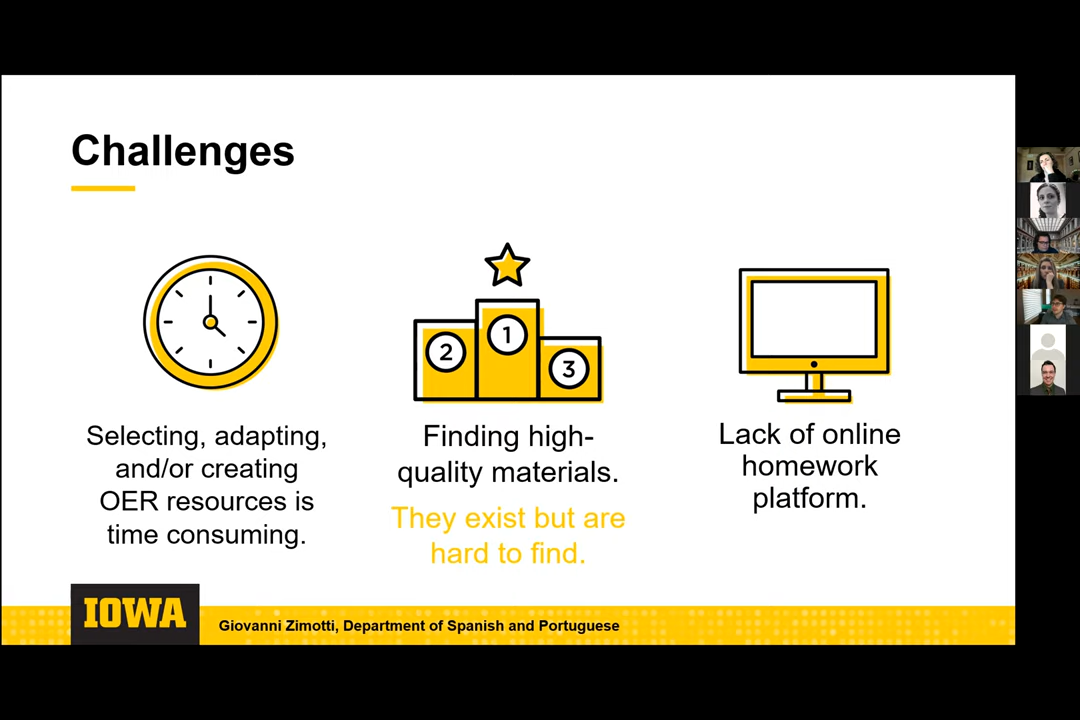 Challenges
2
1
3
Selecting, adapting,
and/or creating
OER resources is
time consuming.
Finding high-
quality materials.
They exist but are
hard to find.
Lack of online
homework
platform.
IOWA
Giovanni Zimotti, Department of Spanish and Portuguese